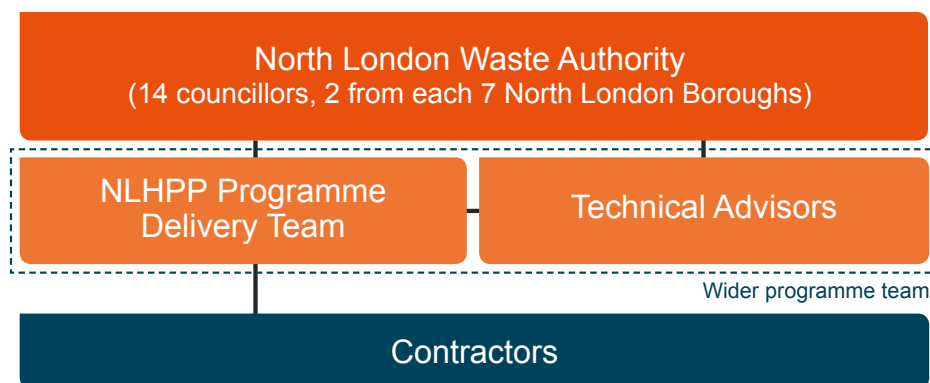 North London Waste Authority
(14 councillors, 2 from each 7 North London Boroughs)
NLHPP Programme
Delivery Team
Technical Advisors
Wider programme team
Contractors